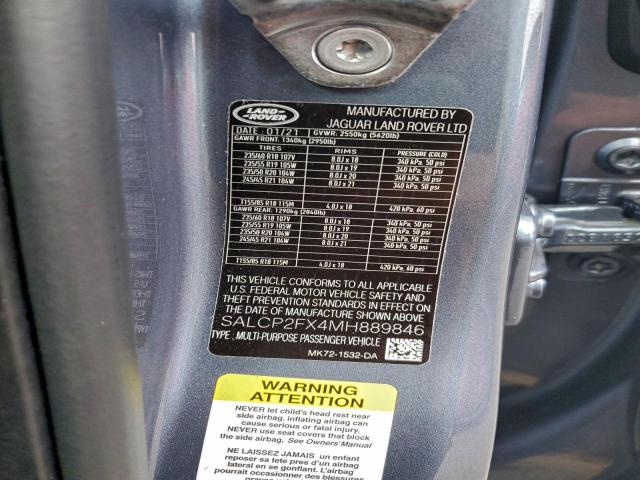 LAND-
ROVER
MANUFACTURED BY
JAGUAR LAND ROVER LTD
DATE: 01/21 GVWR: 2550kg (5620lb)
GAWR FRONT: 1340kg (2950lb)
TIRES RIMS PRESSURE (COLD)
235/60 R18 107V 8.0J x 18 340 kPa, 50 psi
235/55 R19 105W 8.0J x 19 340 kPa, 50 psi
235/50 R20 104W 8.0J x 20 340 kPa, 50 psi
245/45 R21 104W 8.0J x 21 340 kPa, 50 psi
T155/85 R18 115M 4.0J x 18 420 kPa, 60 psi
GAWR REAR: 1290kg (2840lb)
235/60 R18 107V 8.0J x 18 340 kPa, 50 psi
235/55 R19 105W 8.0J x 19 340 kPa, 50 psi
235/50 R20 104W 8.0J x 20 340 kPa, 50 psi
245/45 R21 104W 8.0J x 21 340 kPa, 50 psi
T155/85 R18 115M 4.0J x 18 420 kPa, 60 psi
THIS VEHICLE CONFORMS TO ALL APPLICABLE
U.S. FEDERAL MOTOR VEHICLE SAFETY AND
THEFT PREVENTION STANDARDS IN EFFECT ON
THE DATE OF MANUFACTURE SHOWN ABOVE
SALCP2FX4MH889846
TYPE: MULTI-PURPOSE PASSENGER VEHICLE
MK72-1532-DA
WARNING
ATTENTION
NEVER let child's head rest near
side airbag. inflating airbag can
cause serious or fatal injury.
NEVER use seat covers that block
the side airbag. See Owners' Manual
NE LAISSEZ JAMAIS un enfant
reposer sa tete pres d'un airbag
lateral en se gonflant. L'airbag
pourrait occasionner des blessures